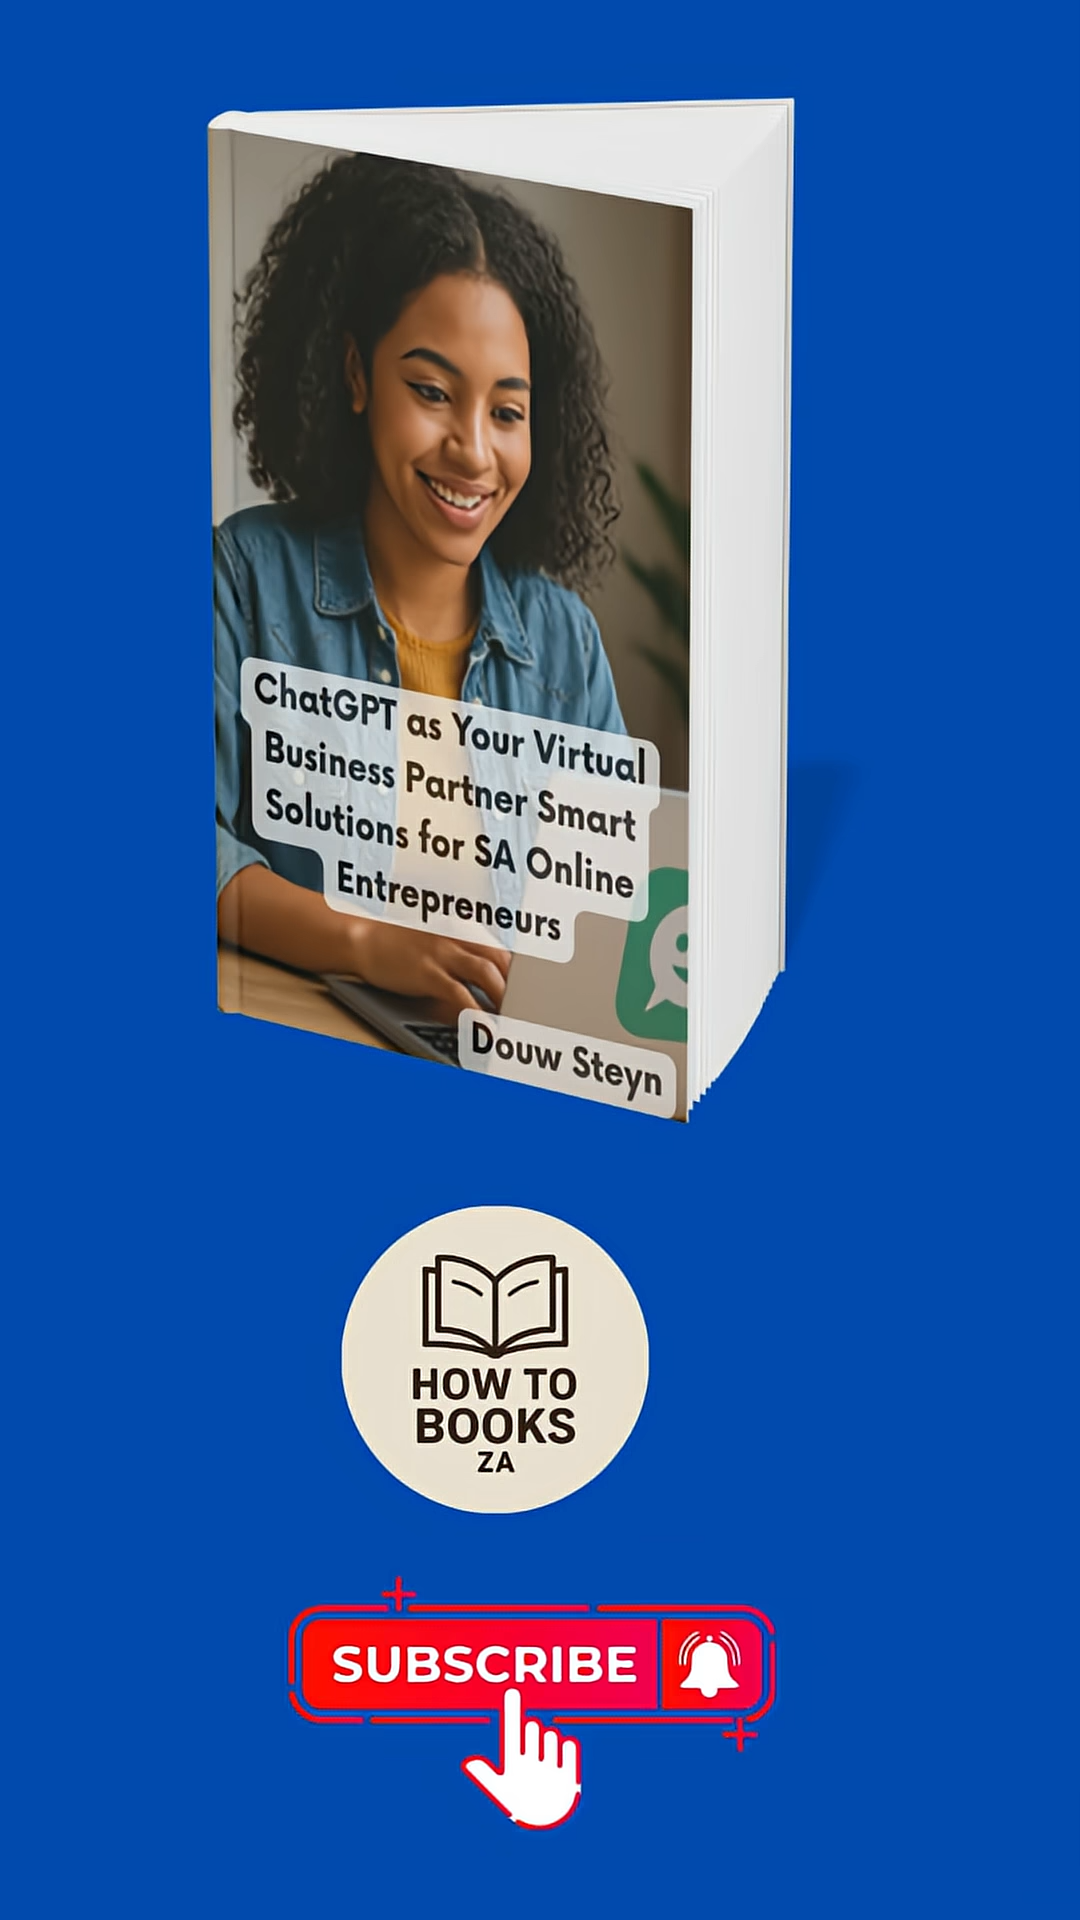 ChatGPT as Your Virtual
Business Partner Smart
Solutions for SA Online
Entrepreneurs
Douw Steyn
HOW TO
BOOKS
ZA
SUBSCRIBE